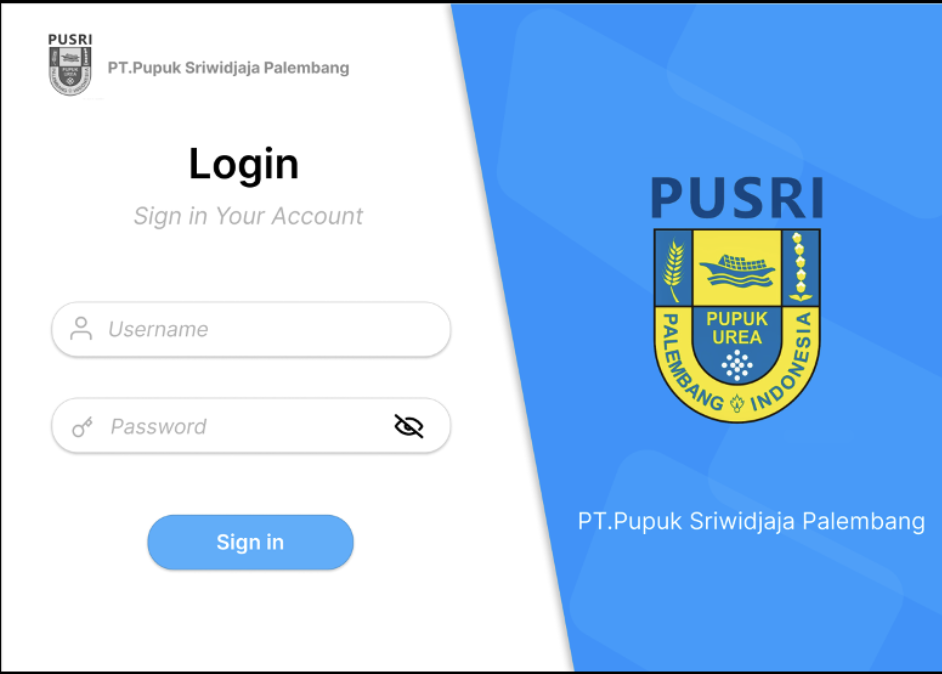 PUSRI
PUPUK
UREA
PALEMBANG INDONESIA
PT.Pupuk Sriwidjaja Palembang
Login
Sign in Your Account
Username
Password
Sign in
PUSRI
PUPUK
UREA
PALEMBANG INDONESIA
PT.Pupuk Sriwidjaja Palembang